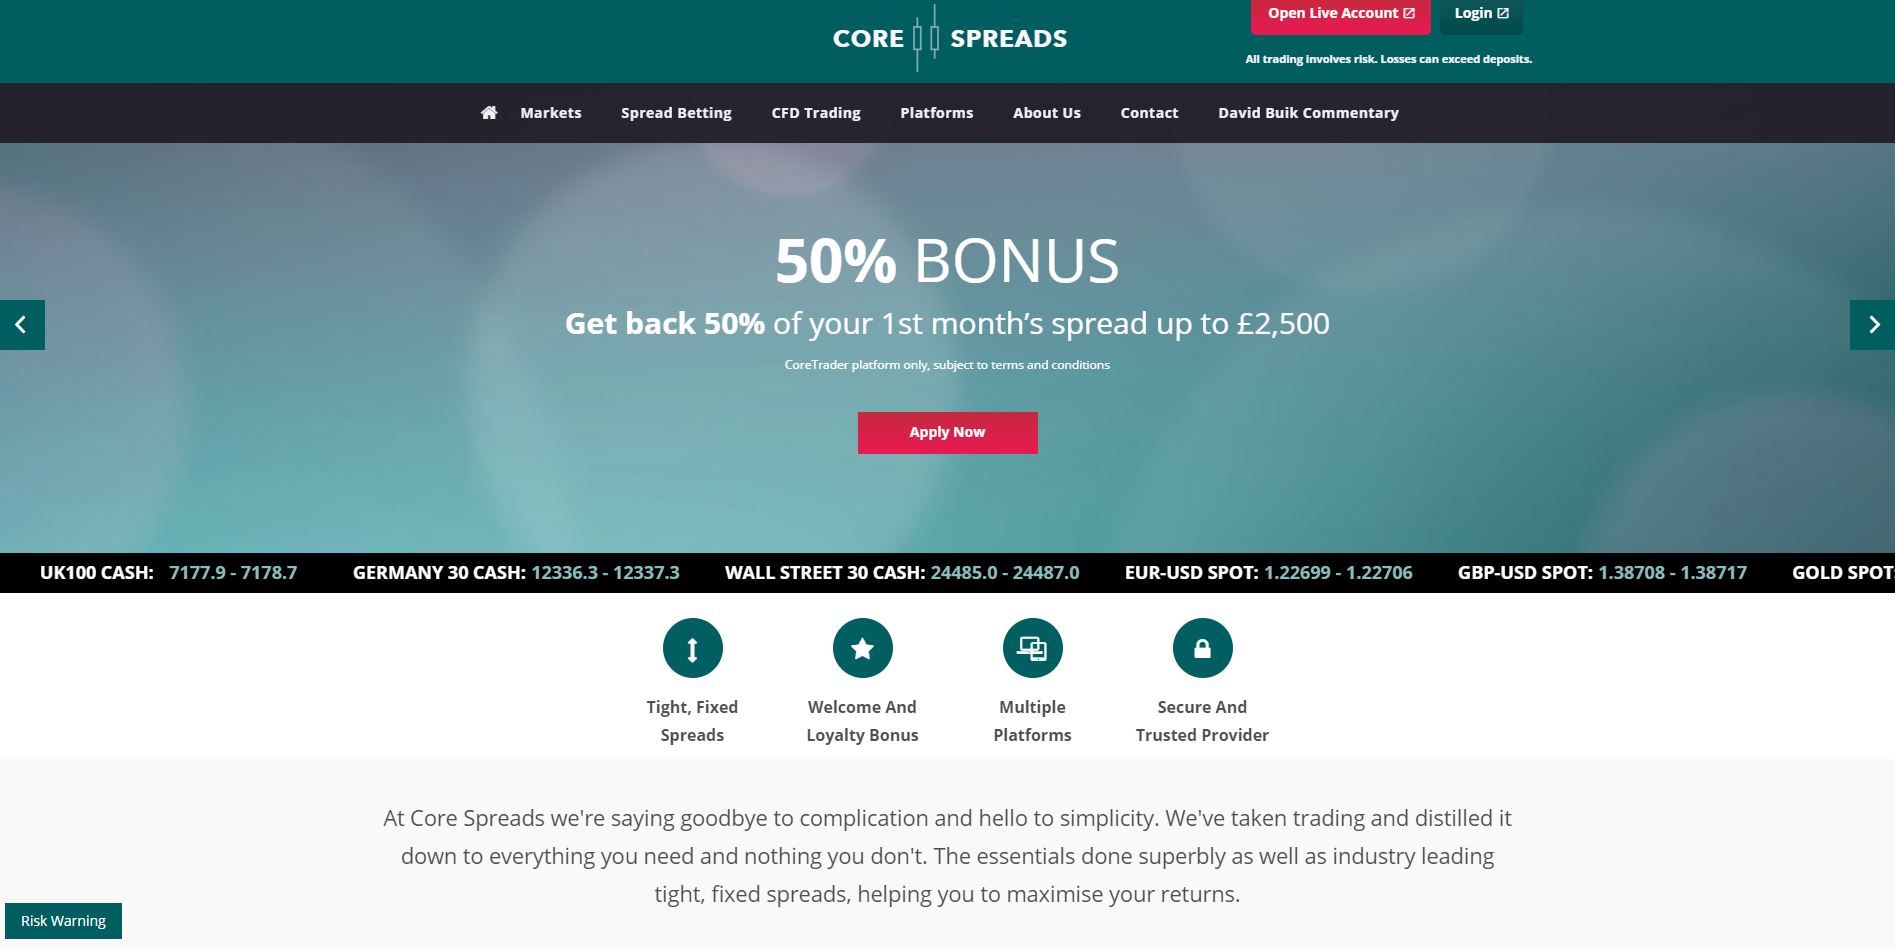 CORE SPREADS
Open Live Account
Login
All trading involves risk. Losses can exceed deposits.
Markets
Spread Betting
CFD Trading
Platforms
About Us
Contact
David Buik Commentary
50% BONUS
Get back 50% of your 1st month’s spread up to £2,500
CoreTrader platform only, subject to terms and conditions
Apply Now
UK100 CASH: 7177.9 - 7178.7 GERMANY 30 CASH: 12336.3 - 12337.3 WALL STREET 30 CASH: 24485.0 - 24487.0 EUR-USD SPOT: 1.22699 - 1.22706 GBP-USD SPOT: 1.38708 - 1.38717 GOLD SPOT:
Tight, Fixed
Spreads
Welcome And
Loyalty Bonus
Multiple
Platforms
Secure And
Trusted Provider
At Core Spreads we're saying goodbye to complication and hello to simplicity. We've taken trading and distilled it
down to everything you need and nothing you don't. The essentials done superbly as well as industry leading
tight, fixed spreads, helping you to maximise your returns.
Risk Warning